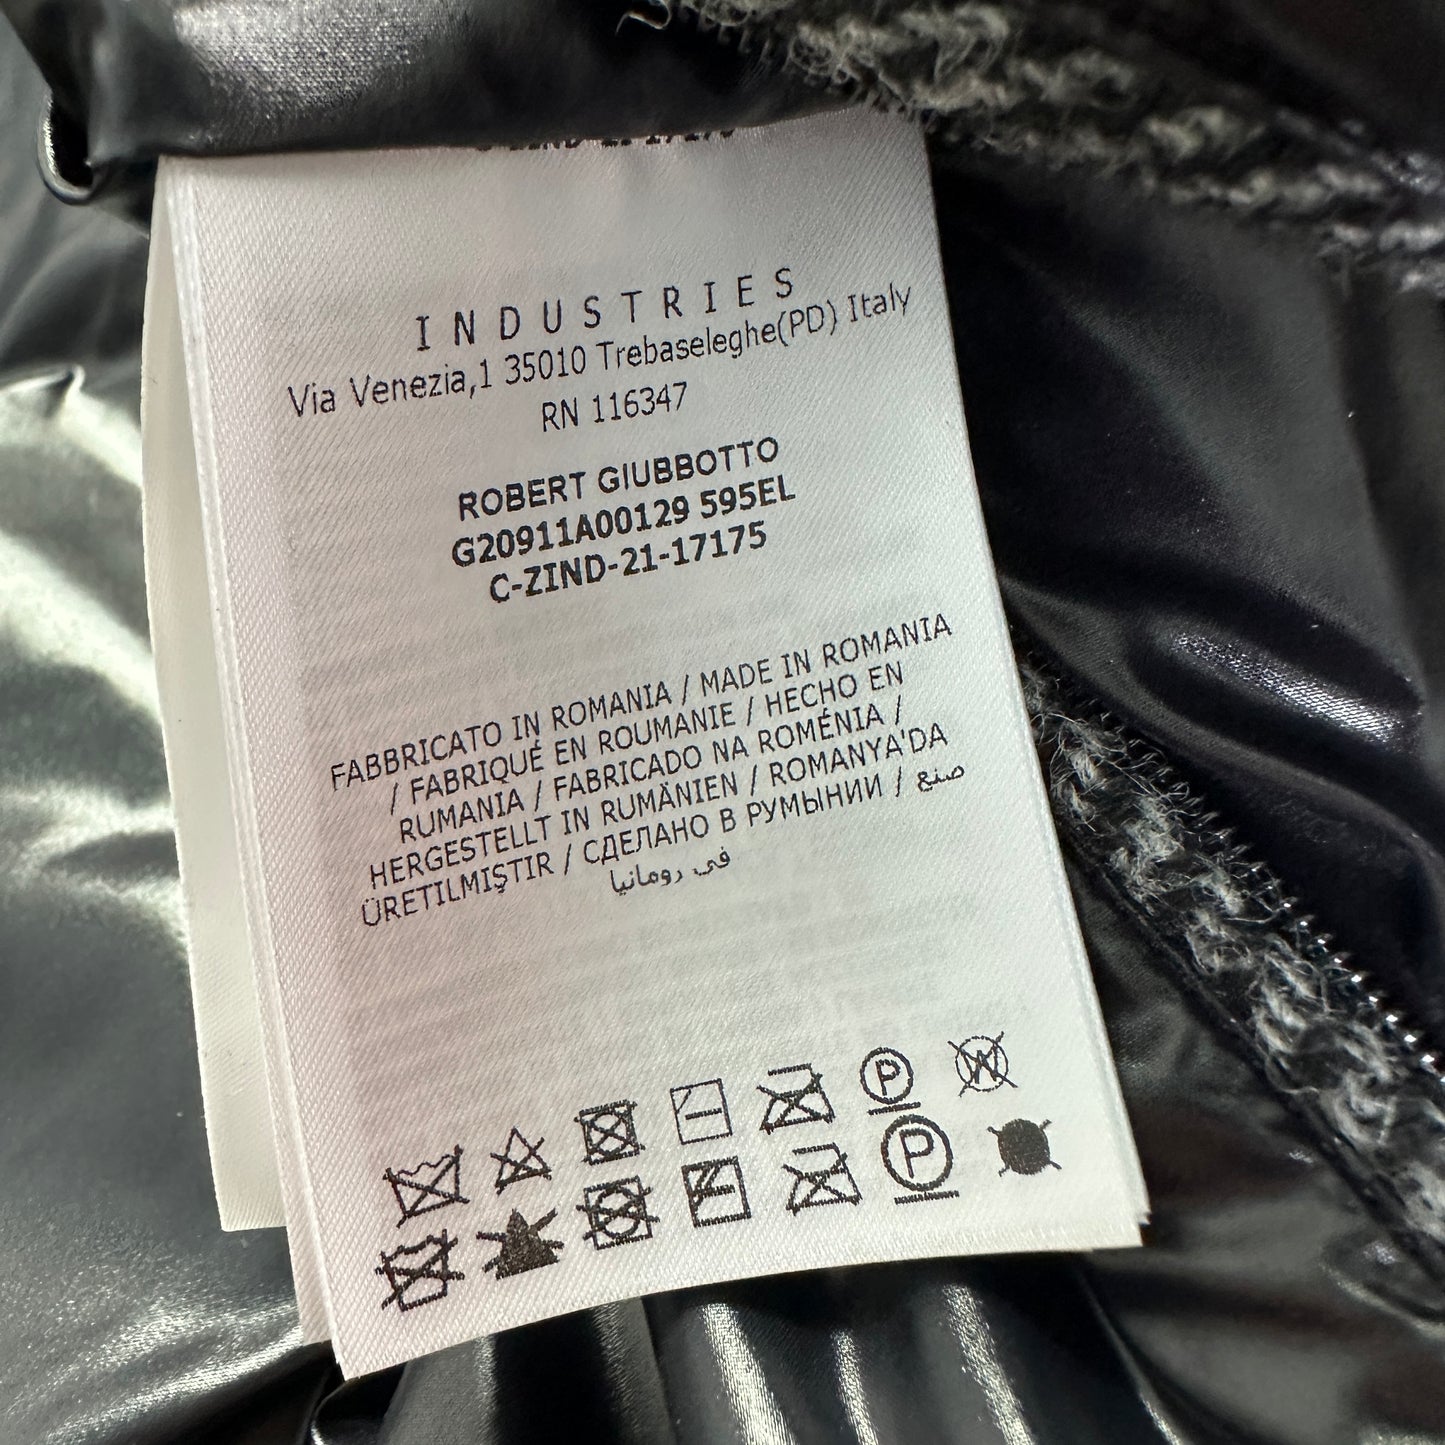 INDUSTRIES
Via Venezia,1 35010 Trebaseleghe(PD) Italy
RN 116347
ROBERT GIUBBOTTO
G20911A00129 595EL
C-ZIND-21-17175
FABBRICATO IN ROMANIA / MADE IN ROMANIA
/ FABRIQUÉ EN ROUMANIE / HECHO EN
RUMANIA / FABRICADO NA ROMÉNIA /
HERGESTELLT IN RUMÄNIEN / ROMANYA'DA
ÜRETILMIŞTIR / СДЕЛАНО В РУМЫНИИ / صنع
في رومانيا
P W
P